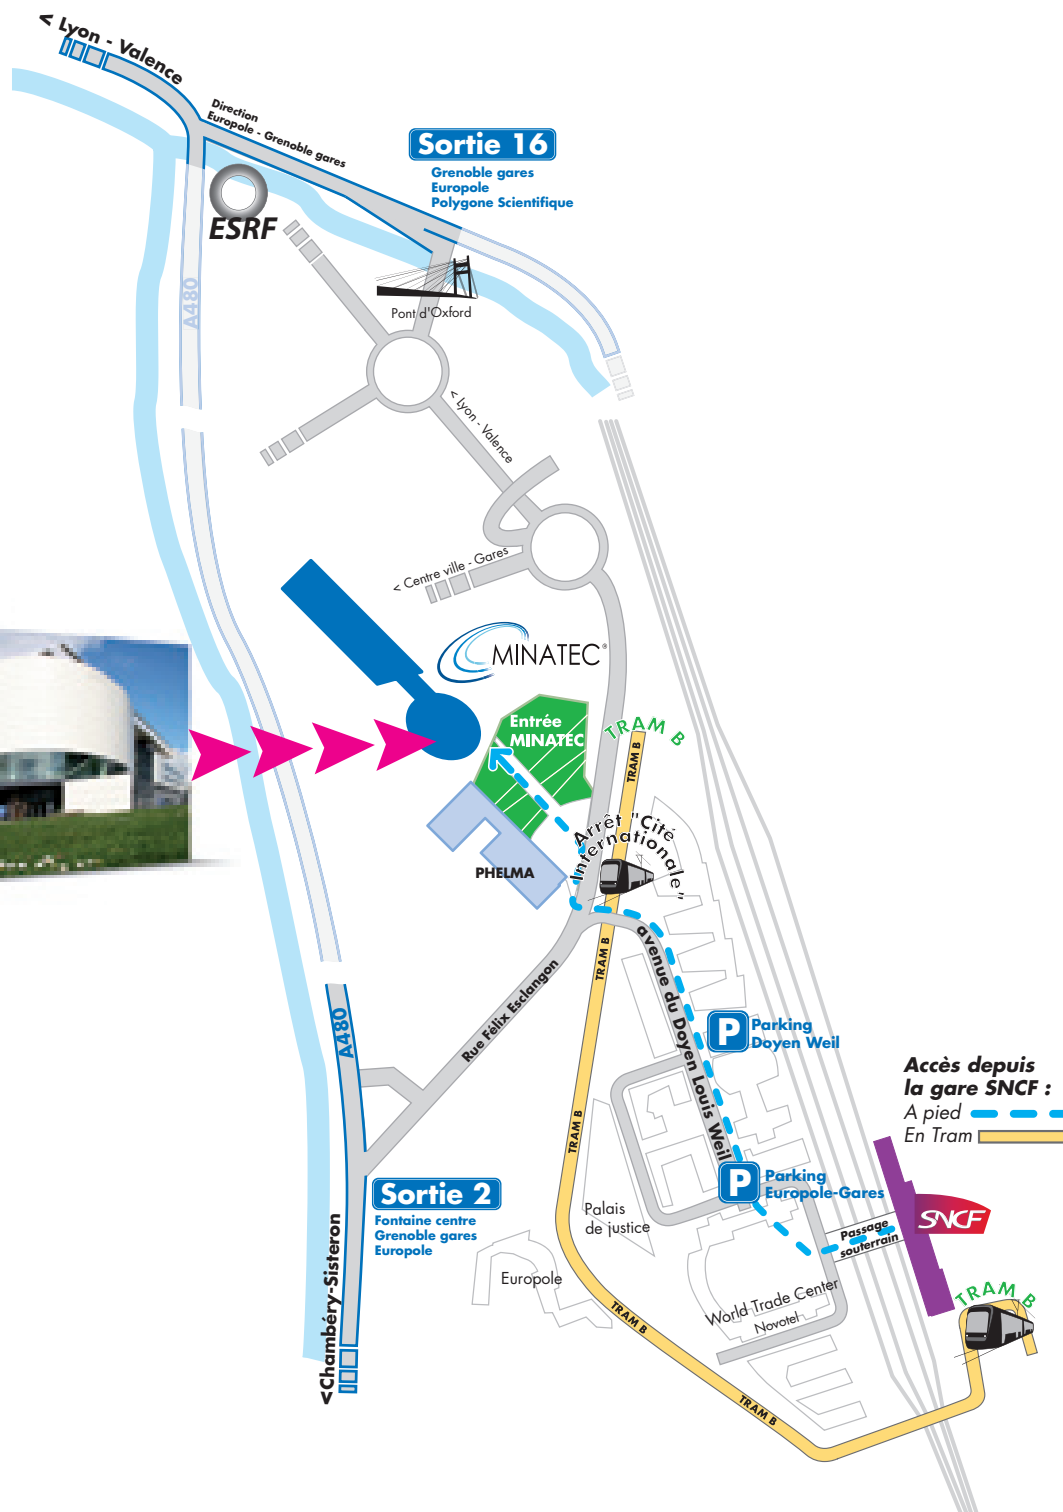 < Lyon - Valence
Direction
Europole - Grenoble gares
Sortie 16
Grenoble gares
Europole
Polygone Scientifique
ESRF
A480
Pont d'Oxford
< Lyon - Valence
< Centre ville - Gares
MINATEC®
Entrée
MINATEC
TRAM B
TRAM B
Arrêt "Cité
Internationale"
PHELMA
TRAM B
avenue du Doyen Louis Weil
Rue Félix Esclangon
A480
Parking
Doyen Weil
P
Accès depuis
la gare SNCF :
A pied
En Tram
TRAM B
P
Parking
Europole-Gares
Sortie 2
Fontaine centre
Grenoble gares
Europole
Palais
de justice
SNCF
Passage
souterrain
<Chambéry-Sisteron
Europole
World Trade Center
Novotel
TRAM B
TRAM B
TRAM B